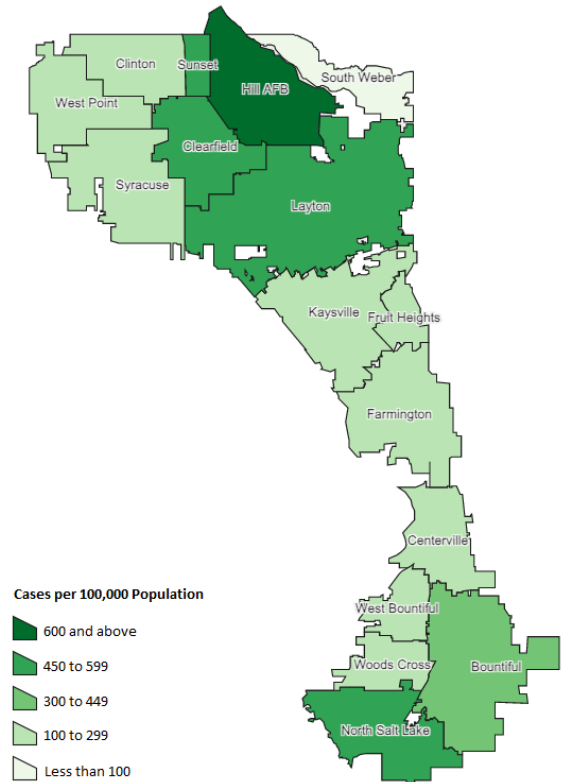 Clinton
Sunset
Hill AFB
South Weber
West Point
Clearfield
Syracuse
Layton
Kaysville
Fruit Heights
Farmington
Centerville
West Bountiful
Woods Cross
Bountiful
North Salt Lake
Cases per 100,000 Population
600 and above
450 to 599
300 to 449
100 to 299
Less than 100